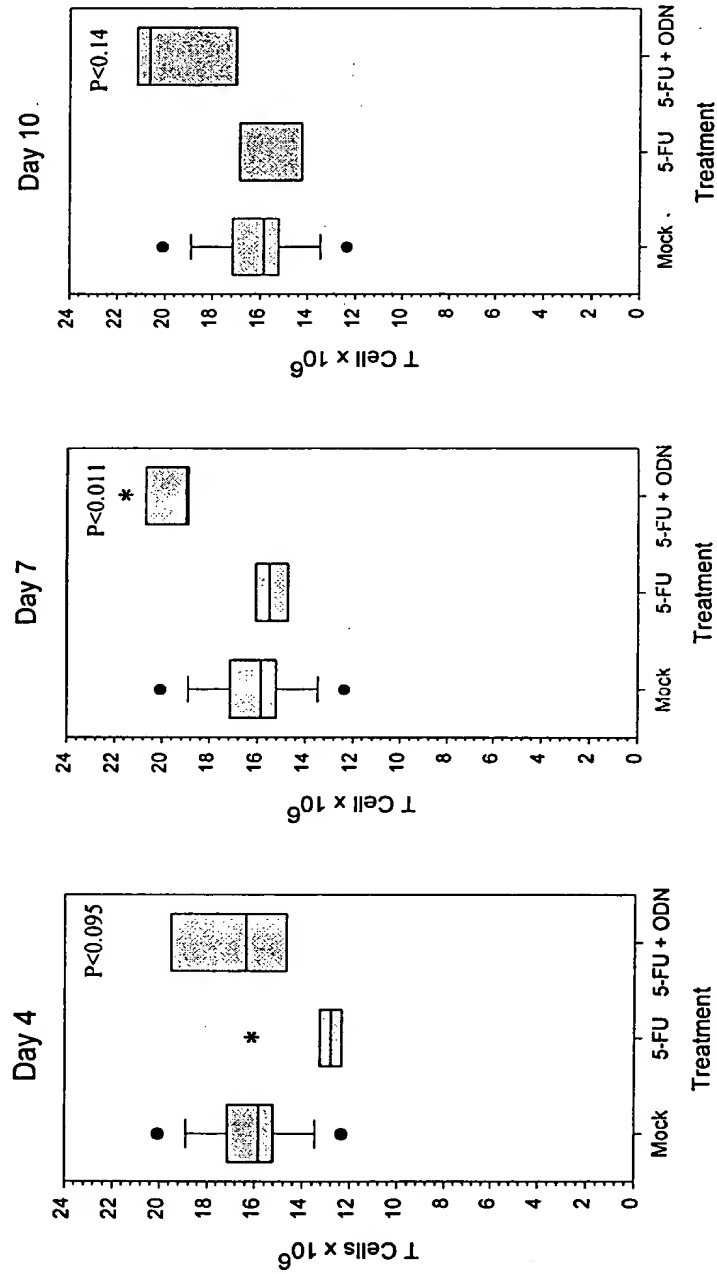 Day 4
P<0.095
*
*
24
22
20
18
16
14
12
10
8
6
4
2
0
T Cells x 10⁶
Mock 5-FU 5-FU + ODN
Treatment
Day 7
P<0.011
*
24
22
20
18
16
14
12
10
8
6
4
2
0
T Cell x 10⁶
Mock 5-FU 5-FU + ODN
Treatment
Day 10
P<0.14
24
22
20
18
16
14
12
10
8
6
4
2
0
T Cell x 10⁶
Mock 5-FU 5-FU + ODN
Treatment